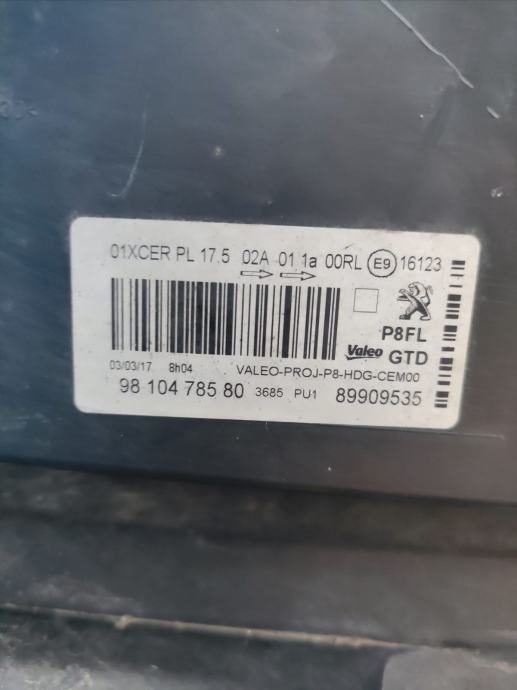 01XCER PL 17.5 02A 01 1a 00RL E9 16123
P8FL
Valeo GTD
03/03/17 8h04 VALEO-PROJ-P8-HDG-CEM00
98 104 785 80 3685 PU1 89909535